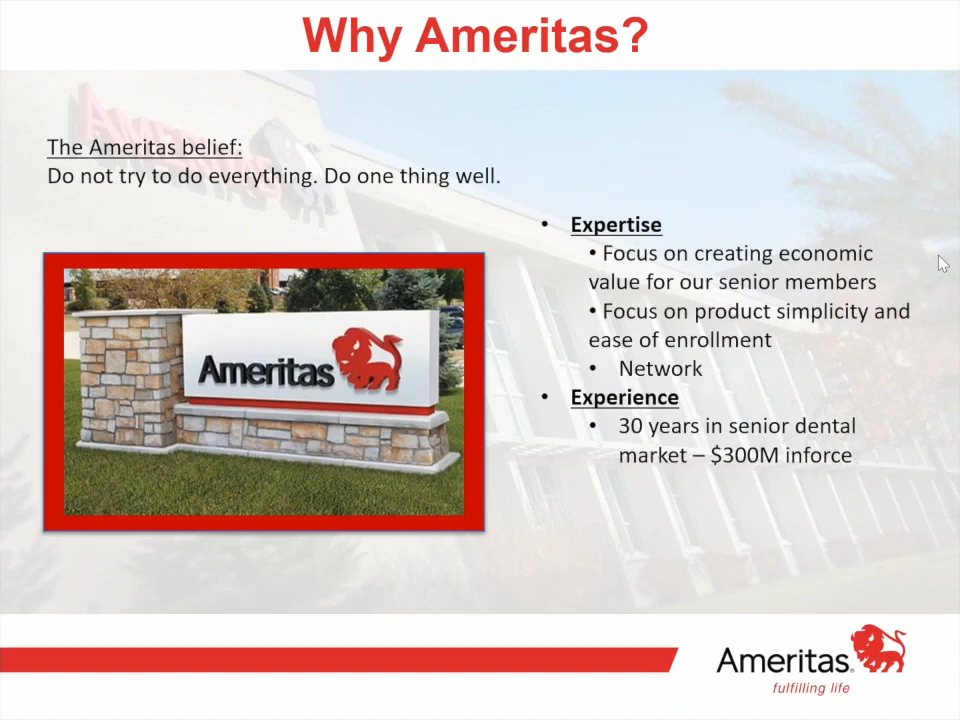 Why Ameritas?
The Ameritas belief:
Do not try to do everything. Do one thing well.
AMERITAS
Ameritas
• Expertise
• Focus on creating economic
value for our senior members
• Focus on product simplicity and
ease of enrollment
• Network
• Experience
• 30 years in senior dental
market – $300M inforce
Ameritas®
fulfilling life